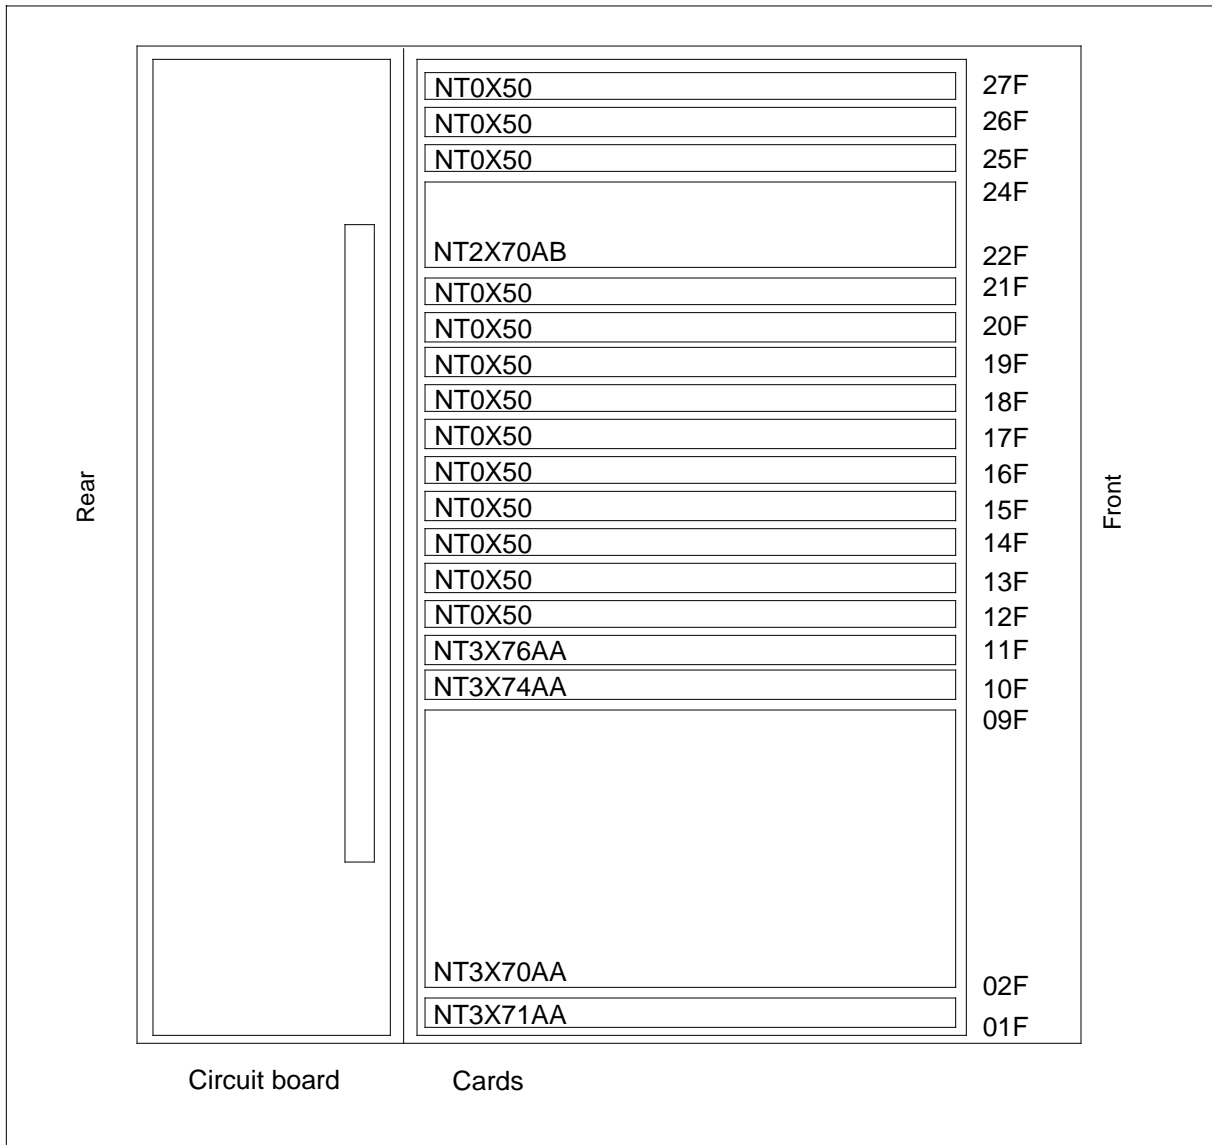 NT0X50 27F
NT0X50 26F
NT0X50 25F
24F
NT2X70AB 22F
NT0X50 21F
NT0X50 20F
NT0X50 19F
NT0X50 18F
NT0X50 17F
NT0X50 16F
Rear
NT0X50 15F
Front
NT0X50 14F
NT0X50 13F
NT0X50 12F
NT3X76AA 11F
NT3X74AA 10F
09F
NT3X70AA 02F
NT3X71AA 01F
Circuit board Cards